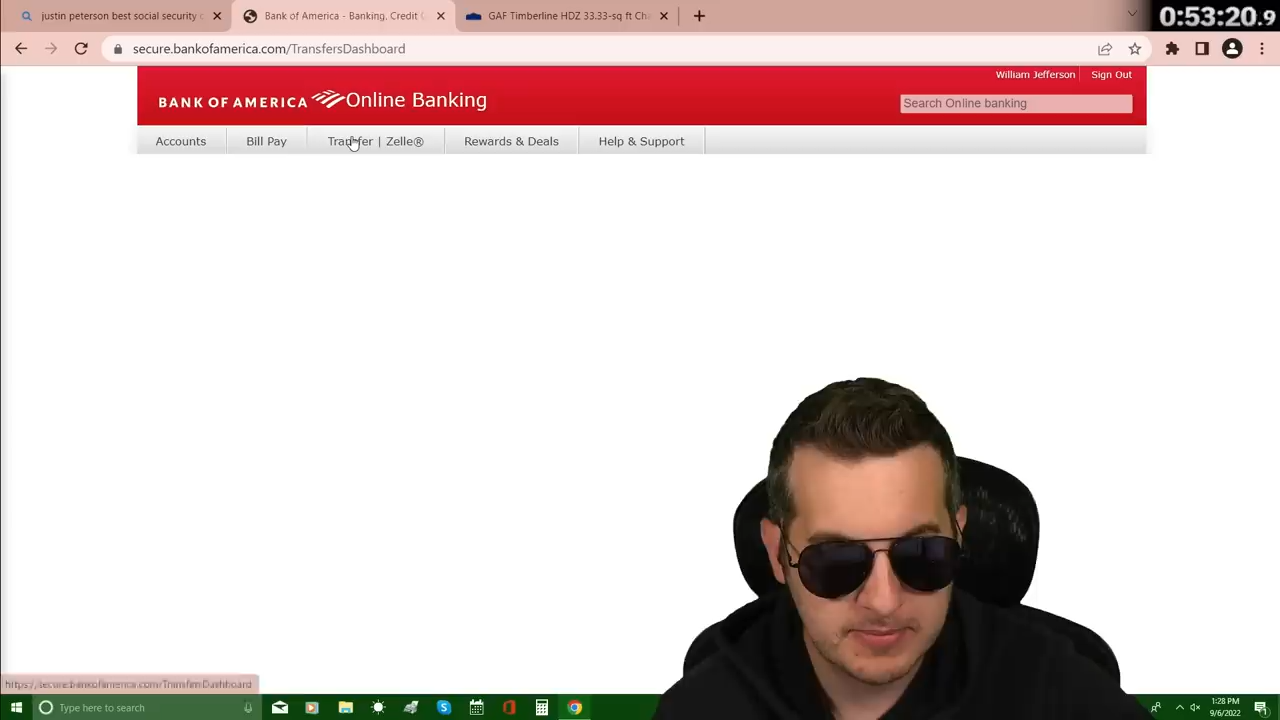 justin peterson best social security c
Bank of America - Banking, Credit C
GAF Timberline HDZ 33.33-sq ft Cha
0:53:20.9
secure.bankofamerica.com/TransfersDashboard
William Jefferson
Sign Out
BANK OF AMERICA Online Banking
Search Online banking
Accounts
Bill Pay
Transfer | Zelle®
Rewards & Deals
Help & Support
https://secure.bankofamerica.com/TransfersDashboard
Type here to search
1:28 PM
9/6/2022